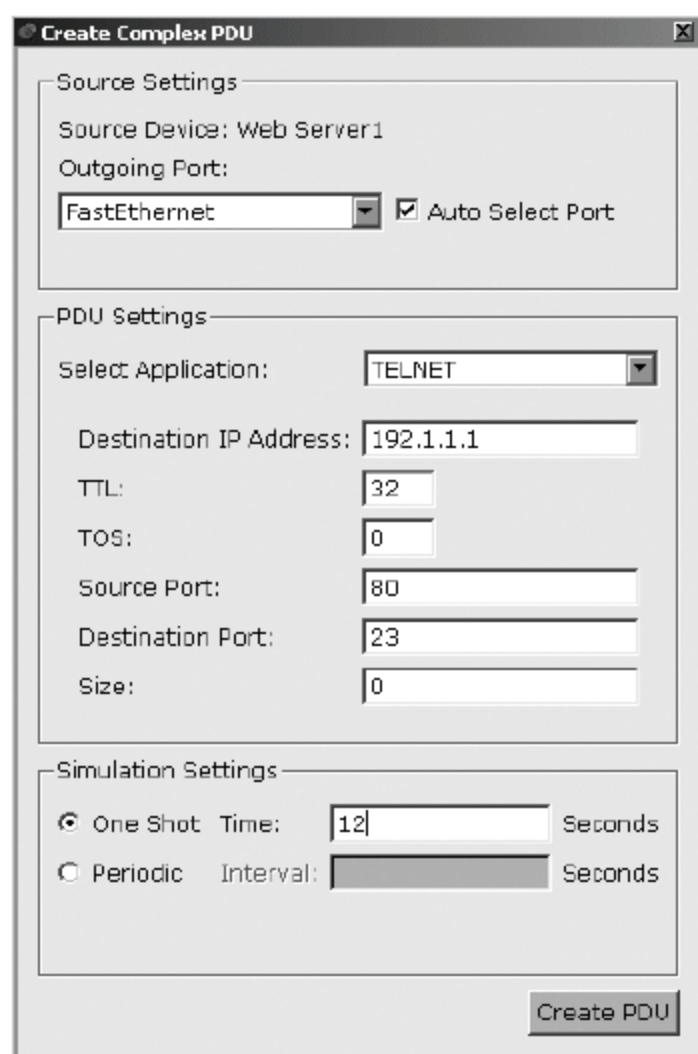 Create Complex PDU
Source Settings
Source Device: Web Server1
Outgoing Port:
FastEthernet Auto Select Port
PDU Settings
Select Application: TELNET
Destination IP Address: 192.1.1.1
TTL: 32
TOS: 0
Source Port: 80
Destination Port: 23
Size: 0
Simulation Settings
One Shot Time: 12 Seconds
Periodic Interval: Seconds
Create PDU